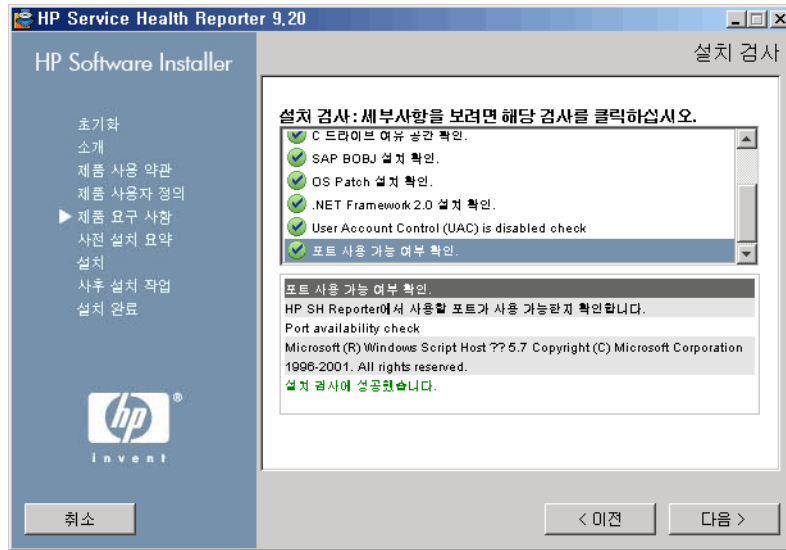 HP Service Health Reporter 9.20
HP Software Installer
설치 검사
초기화
소개
제품 사용 약관
제품 사용자 정의
제품 요구 사항
사전 설치 요약
설치
사후 설치 작업
설치 완료
설치 검사: 세부사항을 보려면 해당 검사를 클릭하십시오.
C 드라이브 여유 공간 확인.
SAP BOBJ 설치 확인.
OS Patch 설치 확인.
.NET Framework 2.0 설치 확인.
User Account Control (UAC) is disabled check
포트 사용 가능 여부 확인.
포트 사용 가능 여부 확인.
HP SH Reporter에서 사용할 포트가 사용 가능한지 확인합니다.
Port availability check
Microsoft (R) Windows Script Host ?? 5.7 Copyright (C) Microsoft Corporation
1996-2001. All rights reserved.
설치 검사에 성공했습니다.
hp ®
invent
취소
< 이전
다음 >